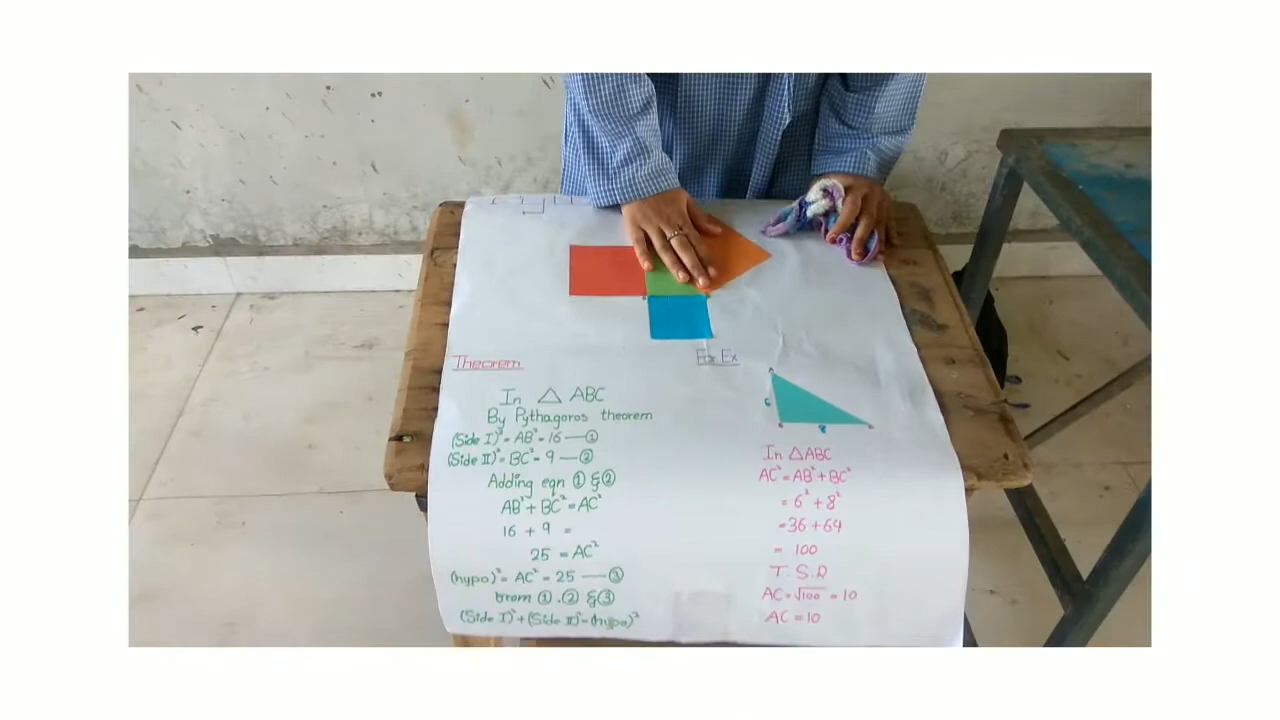 Theorem
In △ ABC
By Pythagoros theorem
(Side I)² = AB² = 16 —①
(Side II)² = BC² = 9 —②
Adding eqn ① & ②
AB² + BC² = AC²
16 + 9 =
25 = AC²
(hypo)² = AC² = 25 —③
from ①.② & ③
(Side I)² + (Side II)² = (hypo)²
For Ex
6
8
In △ABC
AC² = AB² + BC²
= 6² + 8²
= 36 + 64
= 100
T.S.R
AC = √100 = 10
AC = 10